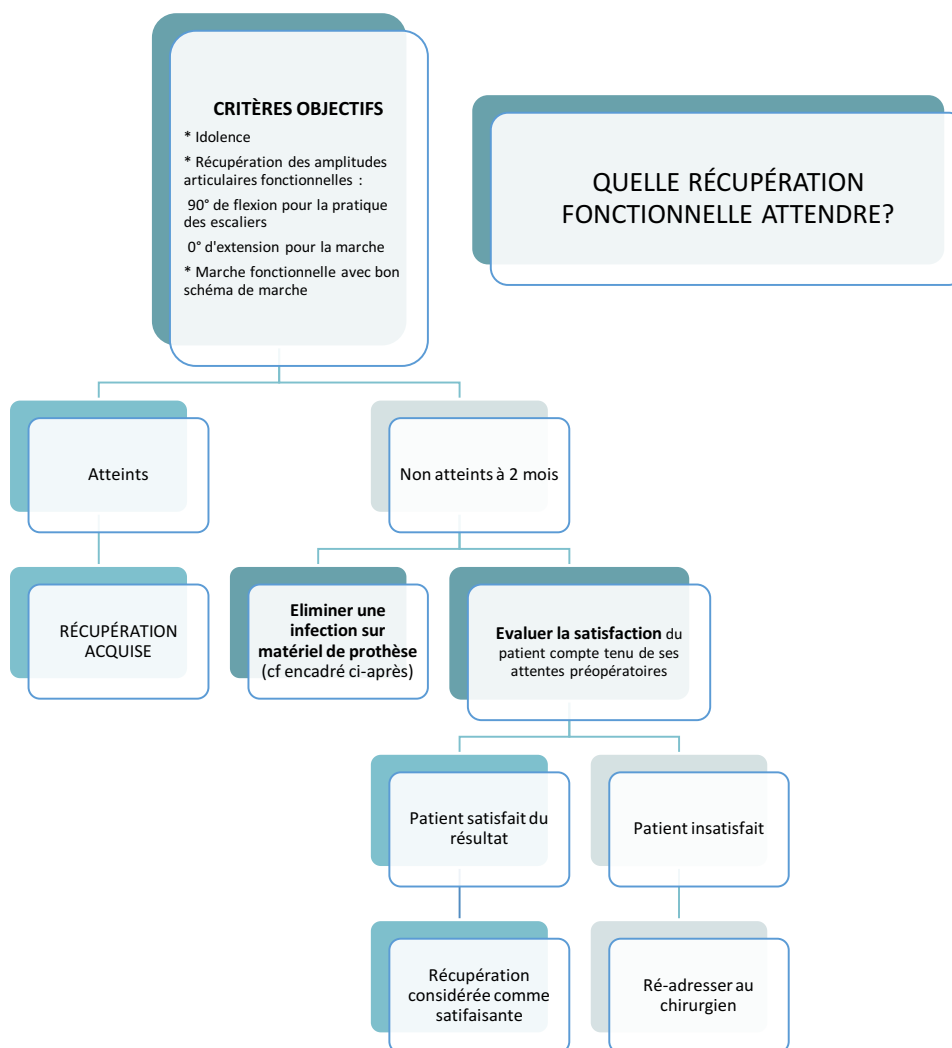 CRITÈRES OBJECTIFS
* Idolence
* Récupération des amplitudes
articulaires fonctionnelles :
90° de flexion pour la pratique
des escaliers
0° d'extension pour la marche
* Marche fonctionnelle avec bon
schéma de marche
QUELLE RÉCUPÉRATION
FONCTIONNELLE ATTENDRE?
Atteints
Non atteints à 2 mois
RÉCUPÉRATION
ACQUISE
Eliminer une
infection sur
matériel de prothèse
(cf encadré ci-après)
Evaluer la satisfaction du
patient compte tenu de ses
attentes préopératoires
Patient satisfait du
résultat
Patient insatisfait
Récupération
considérée comme
satifaisante
Ré-adresser au
chirurgien